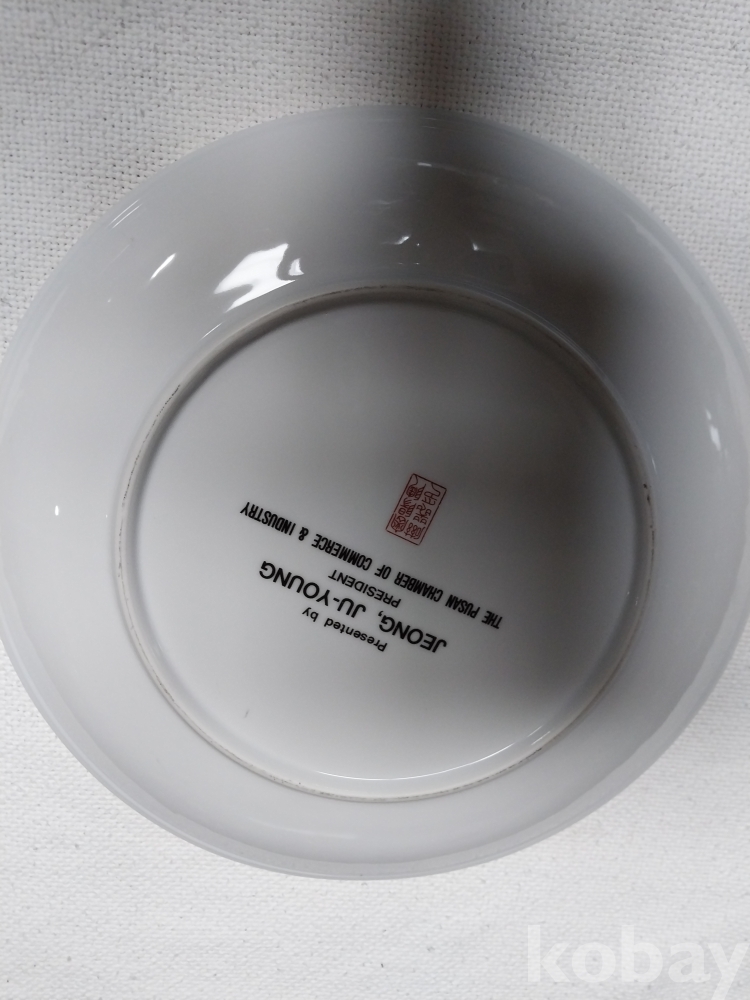 Presented by
JEONG, JU-YOUNG
PRESIDENT
THE PUSAN CHAMBER OF COMMERCE & INDUSTRY
kobay